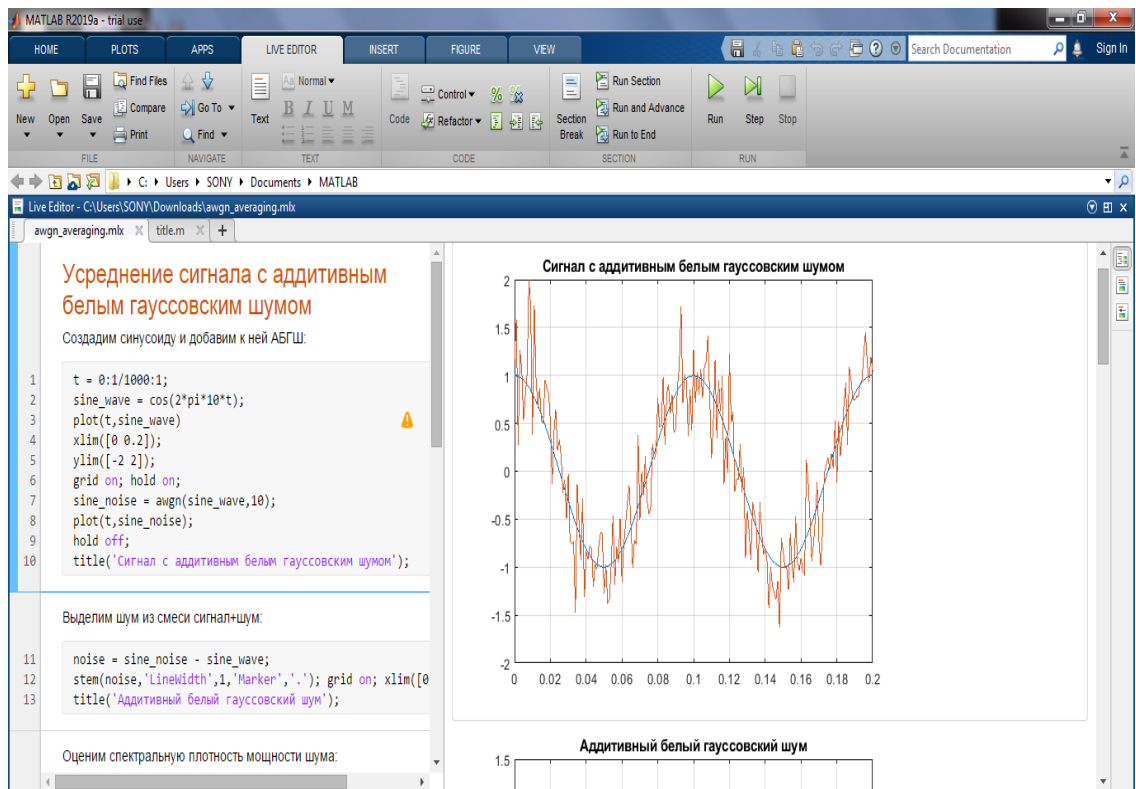 MATLAB R2019a - trial use
HOME PLOTS APPS LIVE EDITOR INSERT FIGURE VIEW
Search Documentation
Sign In
New
Open
Save
Find Files
Compare
Print
FILE
Go To
Find
NAVIGATE
Text
Aa Normal
B I U M
TEXT
Code
Control
Refactor
CODE
Section Break
Run Section
Run and Advance
Run to End
SECTION
Run
Step
Stop
RUN
C: Users SONY Documents MATLAB
Live Editor - C:\Users\SONY\Downloads\awgn_averaging.mlx
awgn_averaging.mlx title.m +
Усреднение сигнала с аддитивным
белым гауссовским шумом
Создадим синусоиду и добавим к ней АБГШ:
1 t = 0:1/1000:1;
2 sine_wave = cos(2*pi*10*t);
3 plot(t,sine_wave)
4 xlim([0 0.2]);
5 ylim([-2 2]);
6 grid on; hold on;
7 sine_noise = awgn(sine_wave,10);
8 plot(t,sine_noise);
9 hold off;
10 title('Сигнал с аддитивным белым гауссовским шумом');
Выделим шум из смеси сигнал+шум:
11 noise = sine_noise - sine_wave;
12 stem(noise,'LineWidth',1,'Marker','.'); grid on; xlim([0
13 title('Аддитивный белый гауссовский шум');
Оценим спектральную плотность мощности шума:
Сигнал с аддитивным белым гауссовским шумом
2
1.5
1
0.5
0
-0.5
-1
-1.5
-2
0 0.02 0.04 0.06 0.08 0.1 0.12 0.14 0.16 0.18 0.2
Аддитивный белый гауссовский шум
1.5